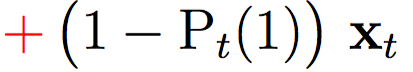 + (1 − P_t(1)) x_t